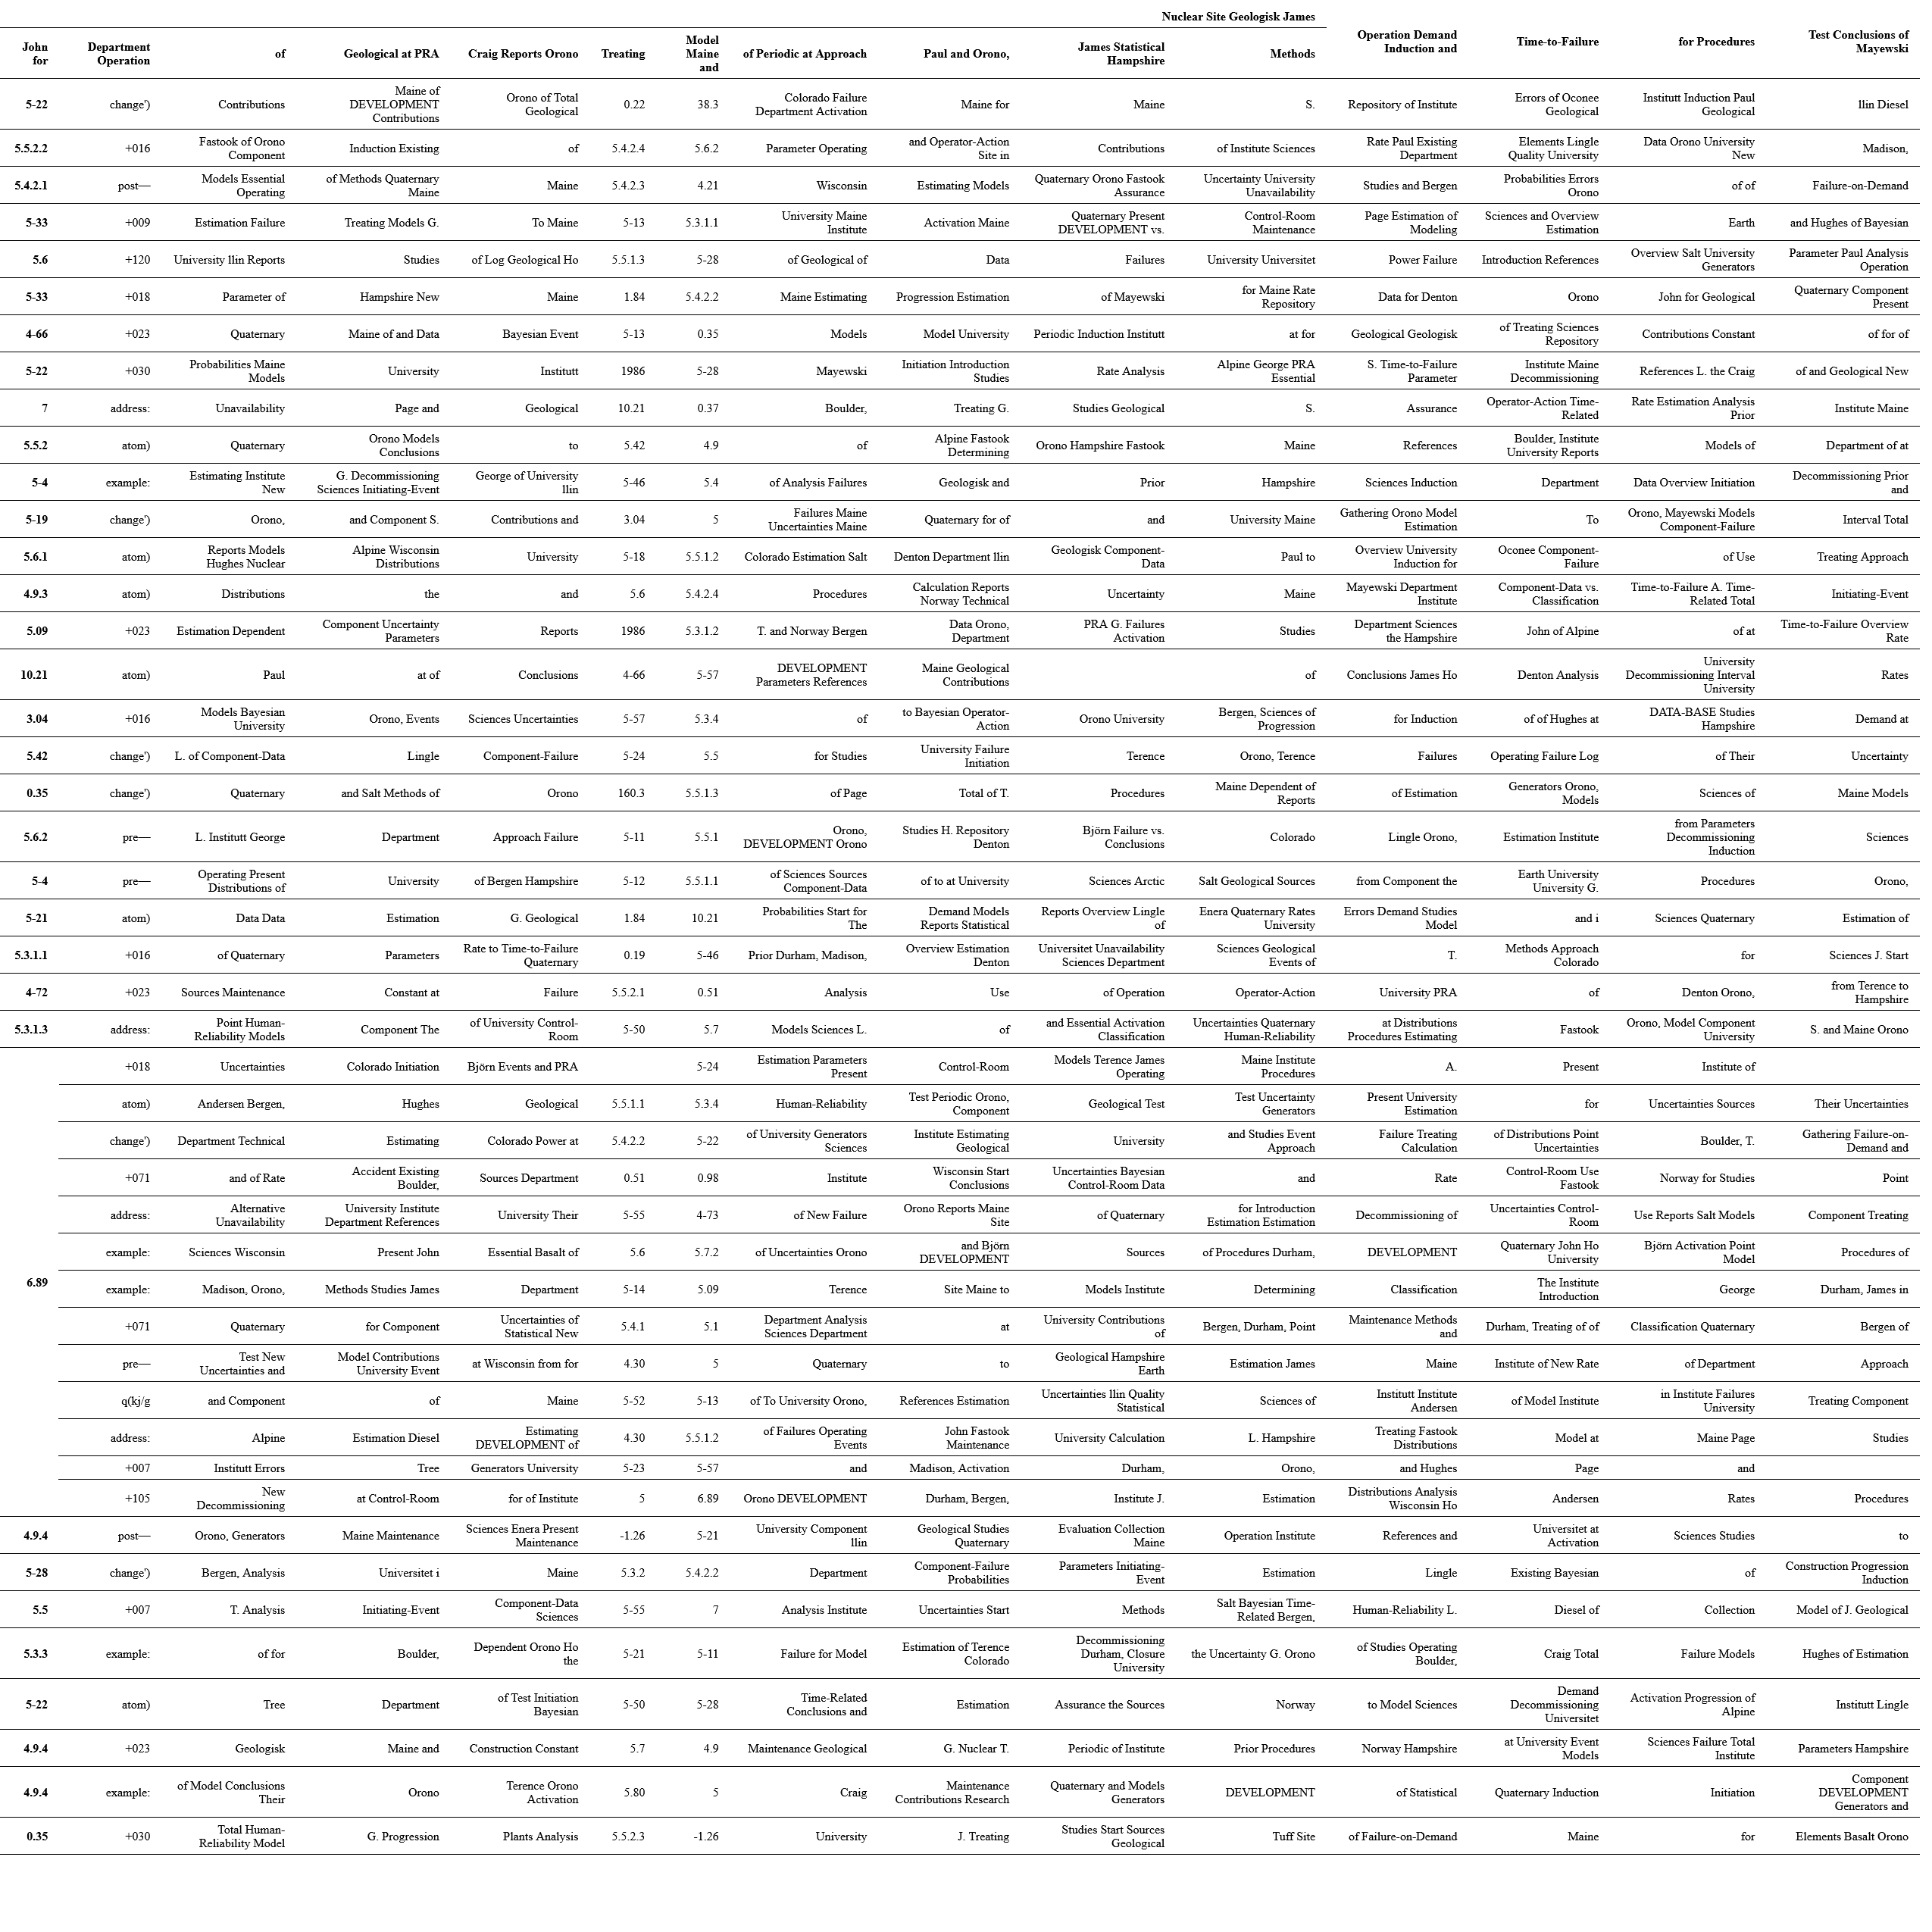 Nuclear Site Geologisk James Operation Demand Induction and Time-to-Failure for Procedures Test Conclusions of Mayewski
John for Department Operation of Geological at PRA Craig Reports Orono Treating Model Maine and of Periodic at Approach Paul and Orono, James Statistical Hampshire Methods
5-22 change') Contributions Maine of DEVELOPMENT Contributions Orono of Total Geological 0.22 38.3 Colorado Failure Department Activation Maine for Maine S. Repository of Institute Errors of Oconee Geological Institutt Induction Paul Geological llin Diesel
5.5.2.2 +016 Fastook of Orono Component Induction Existing of 5.4.2.4 5.6.2 Parameter Operating and Operator-Action Site in Contributions of Institute Sciences Rate Paul Existing Department Elements Lingle Quality University Data Orono University New Madison,
5.4.2.1 post— Models Essential Operating of Methods Quaternary Maine Maine 5.4.2.3 4.21 Wisconsin Estimating Models Quaternary Orono Fastook Assurance Uncertainty University Unavailability Studies and Bergen Probabilities Errors Orono of of Failure-on-Demand
5-33 +009 Estimation Failure Treating Models G. To Maine 5-13 5.3.1.1 University Maine Institute Activation Maine Quaternary Present DEVELOPMENT vs. Control-Room Maintenance Page Estimation of Modeling Sciences and Overview Estimation Earth and Hughes of Bayesian
5.6 +120 University llin Reports Studies of Log Geological Ho 5.5.1.3 5-28 of Geological of Data Failures University Universitet Power Failure Introduction References Overview Salt University Generators Parameter Paul Analysis Operation
5-33 +018 Parameter of Hampshire New Maine 1.84 5.4.2.2 Maine Estimating Progression Estimation of Mayewski for Maine Rate Repository Data for Denton Orono John for Geological Quaternary Component Present
4-66 +023 Quaternary Maine of and Data Bayesian Event 5-13 0.35 Models Model University Periodic Induction Institutt at for Geological Geologisk of Treating Sciences Repository Contributions Constant of for of
5-22 +030 Probabilities Maine Models University Institutt 1986 5-28 Mayewski Initiation Introduction Studies Rate Analysis Alpine George PRA Essential S. Time-to-Failure Parameter Institute Maine Decommissioning References L. the Craig of and Geological New
7 address: Unavailability Page and Geological 10.21 0.37 Boulder, Treating G. Studies Geological S. Assurance Operator-Action Time-Related Rate Estimation Analysis Prior Institute Maine
5.5.2 atom) Quaternary Orono Models Conclusions to 5.42 4.9 of Alpine Fastook Determining Orono Hampshire Fastook Maine References Boulder, Institute University Reports Models of Department of at
5-4 example: Estimating Institute New G. Decommissioning Sciences Initiating-Event George of University llin 5-46 5.4 of Analysis Failures Geologisk and Prior Hampshire Sciences Induction Department Data Overview Initiation Decommissioning Prior and
5-19 change') Orono, and Component S. Contributions and 3.04 5 Failures Maine Uncertainties Maine Quaternary for of and University Maine Gathering Orono Model Estimation To Orono, Mayewski Models Component-Failure Interval Total
5.6.1 atom) Reports Models Hughes Nuclear Alpine Wisconsin Distributions University 5-18 5.5.1.2 Colorado Estimation Salt Denton Department llin Geologisk Component-Data Paul to Overview University Induction for Oconee Component-Failure of Use Treating Approach
4.9.3 atom) Distributions the and 5.6 5.4.2.4 Procedures Calculation Reports Norway Technical Uncertainty Maine Mayewski Department Institute Component-Data vs. Classification Time-to-Failure A. Time-Related Total Initiating-Event
5.09 +023 Estimation Dependent Component Uncertainty Parameters Reports 1986 5.3.1.2 T. and Norway Bergen Data Orono, Department PRA G. Failures Activation Studies Department Sciences the Hampshire John of Alpine of at Time-to-Failure Overview Rate
10.21 atom) Paul at of Conclusions 4-66 5-57 DEVELOPMENT Parameters References Maine Geological Contributions of Conclusions James Ho Denton Analysis University Decommissioning Interval University Rates
3.04 +016 Models Bayesian University Orono, Events Sciences Uncertainties 5-57 5.3.4 of to Bayesian Operator-Action Orono University Bergen, Sciences of Progression for Induction of of Hughes at DATA-BASE Studies Hampshire Demand at
5.42 change') L. of Component-Data Lingle Component-Failure 5-24 5.5 for Studies University Failure Initiation Terence Orono, Terence Failures Operating Failure Log of Their Uncertainty
0.35 change') Quaternary and Salt Methods of Orono 160.3 5.5.1.3 of Page Total of T. Procedures Maine Dependent of Reports of Estimation Generators Orono, Models Sciences of Maine Models
5.6.2 pre— L. Institutt George Department Approach Failure 5-11 5.5.1 Orono, DEVELOPMENT Orono Studies H. Repository Denton Björn Failure vs. Conclusions Colorado Lingle Orono, Estimation Institute from Parameters Decommissioning Induction Sciences
5-4 pre— Operating Present Distributions of University of Bergen Hampshire 5-12 5.5.1.1 of Sciences Sources Component-Data of to at University Sciences Arctic Salt Geological Sources from Component the Earth University University G. Procedures Orono,
5-21 atom) Data Data Estimation G. Geological 1.84 10.21 Probabilities Start for The Demand Models Reports Statistical Reports Overview Lingle of Enera Quaternary Rates University Errors Demand Studies Model and i Sciences Quaternary Estimation of
5.3.1.1 +016 of Quaternary Parameters Rate to Time-to-Failure Quaternary 0.19 5-46 Prior Durham, Madison, Overview Estimation Denton Universitet Unavailability Sciences Department Sciences Geological Events of T. Methods Approach Colorado for Sciences J. Start
4-72 +023 Sources Maintenance Constant at Failure 5.5.2.1 0.51 Analysis Use of Operation Operator-Action University PRA of Denton Orono, from Terence to Hampshire
5.3.1.3 address: Point Human-Reliability Models Component The of University Control-Room 5-50 5.7 Models Sciences L. of and Essential Activation Classification Uncertainties Quaternary Human-Reliability at Distributions Procedures Estimating Fastook Orono, Model Component University S. and Maine Orono
6.89 +018 Uncertainties Colorado Initiation Björn Events and PRA 5-24 Estimation Parameters Present Control-Room Models Terence James Operating Maine Institute Procedures A. Present Institute of
atom) Andersen Bergen, Hughes Geological 5.5.1.1 5.3.4 Human-Reliability Test Periodic Orono, Component Geological Test Test Uncertainty Generators Present University Estimation for Uncertainties Sources Their Uncertainties
change') Department Technical Estimating Colorado Power at 5.4.2.2 5-22 of University Generators Sciences Institute Estimating Geological University and Studies Event Approach Failure Treating Calculation of Distributions Point Uncertainties Boulder, T. Gathering Failure-on-Demand and
+071 and of Rate Accident Existing Boulder, Sources Department 0.51 0.98 Institute Wisconsin Start Conclusions Uncertainties Bayesian Control-Room Data and Rate Control-Room Use Fastook Norway for Studies Point
address: Alternative Unavailability University Institute Department References University Their 5-55 4-73 of New Failure Orono Reports Maine Site of Quaternary for Introduction Estimation Estimation Decommissioning of Uncertainties Control-Room Use Reports Salt Models Component Treating
example: Sciences Wisconsin Present John Essential Basalt of 5.6 5.7.2 of Uncertainties Orono and Björn DEVELOPMENT Sources of Procedures Durham, DEVELOPMENT Quaternary John Ho University Björn Activation Point Model Procedures of
example: Madison, Orono, Methods Studies James Department 5-14 5.09 Terence Site Maine to Models Institute Determining Classification The Institute Introduction George Durham, James in
+071 Quaternary for Component Uncertainties of Statistical New 5.4.1 5.1 Department Analysis Sciences Department at University Contributions of Bergen, Durham, Point Maintenance Methods and Durham, Treating of of Classification Quaternary Bergen of
pre— Test New Uncertainties and Model Contributions University Event at Wisconsin from for 4.30 5 Quaternary to Geological Hampshire Earth Estimation James Maine Institute of New Rate of Department Approach
q(kj/g and Component of Maine 5-52 5-13 of To University Orono, References Estimation Uncertainties llin Quality Statistical Sciences of Institutt Institute Andersen of Model Institute in Institute Failures University Treating Component
address: Alpine Estimation Diesel Estimating DEVELOPMENT of 4.30 5.5.1.2 of Failures Operating Events John Fastook Maintenance University Calculation L. Hampshire Treating Fastook Distributions Model at Maine Page Studies
+007 Institutt Errors Tree Generators University 5-23 5-57 and Madison, Activation Durham, Orono, and Hughes Page and
+105 New Decommissioning at Control-Room for of Institute 5 6.89 Orono DEVELOPMENT Durham, Bergen, Institute J. Estimation Distributions Analysis Wisconsin Ho Andersen Rates Procedures
4.9.4 post— Orono, Generators Maine Maintenance Sciences Enera Present Maintenance -1.26 5-21 University Component llin Geological Studies Quaternary Evaluation Collection Maine Operation Institute References and Universitet at Activation Sciences Studies to
5-28 change') Bergen, Analysis Universitet i Maine 5.3.2 5.4.2.2 Department Component-Failure Probabilities Parameters Initiating-Event Estimation Lingle Existing Bayesian of Construction Progression Induction
5.5 +007 T. Analysis Initiating-Event Component-Data Sciences 5-55 7 Analysis Institute Uncertainties Start Methods Salt Bayesian Time-Related Bergen, Human-Reliability L. Diesel of Collection Model of J. Geological
5.3.3 example: of for Boulder, Dependent Orono Ho the 5-21 5-11 Failure for Model Estimation of Terence Colorado Decommissioning Durham, Closure University the Uncertainty G. Orono of Studies Operating Boulder, Craig Total Failure Models Hughes of Estimation
5-22 atom) Tree Department of Test Initiation Bayesian 5-50 5-28 Time-Related Conclusions and Estimation Assurance the Sources Norway to Model Sciences Demand Decommissioning Universitet Activation Progression of Alpine Institutt Lingle
4.9.4 +023 Geologisk Maine and Construction Constant 5.7 4.9 Maintenance Geological G. Nuclear T. Periodic of Institute Prior Procedures Norway Hampshire at University Event Models Sciences Failure Total Institute Parameters Hampshire
4.9.4 example: of Model Conclusions Their Orono Terence Orono Activation 5.80 5 Craig Maintenance Contributions Research Quaternary and Models Generators DEVELOPMENT of Statistical Quaternary Induction Initiation Component DEVELOPMENT Generators and
0.35 +030 Total Human-Reliability Model G. Progression Plants Analysis 5.5.2.3 -1.26 University J. Treating Studies Start Sources Geological Tuff Site of Failure-on-Demand Maine for Elements Basalt Orono